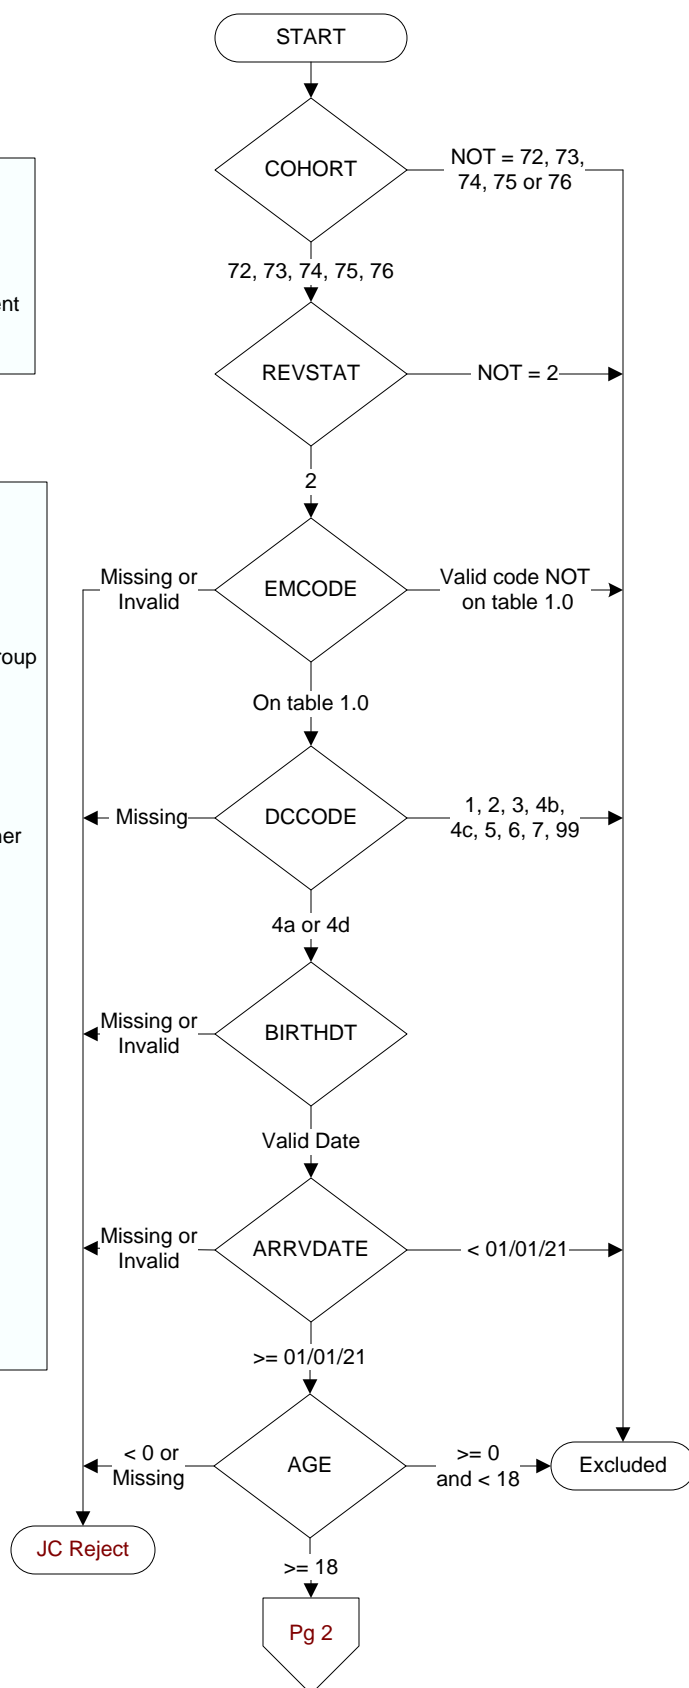 START
COHORT
NOT = 72, 73,
74, 75 or 76
72, 73, 74, 75, 76
REVSTAT
NOT = 2
2
Missing or
Invalid
EMCODE
Valid code NOT
on table 1.0
On table 1.0
Missing
DCCODE
1, 2, 3, 4b,
4c, 5, 6, 7, 99
4a or 4d
Missing or
Invalid
BIRTHDT
Valid Date
Missing or
Invalid
ARRVDATE
< 01/01/21
>= 01/01/21
< 0 or
Missing
AGE
>= 0
and < 18
Excluded
JC Reject
>= 18
Pg 2